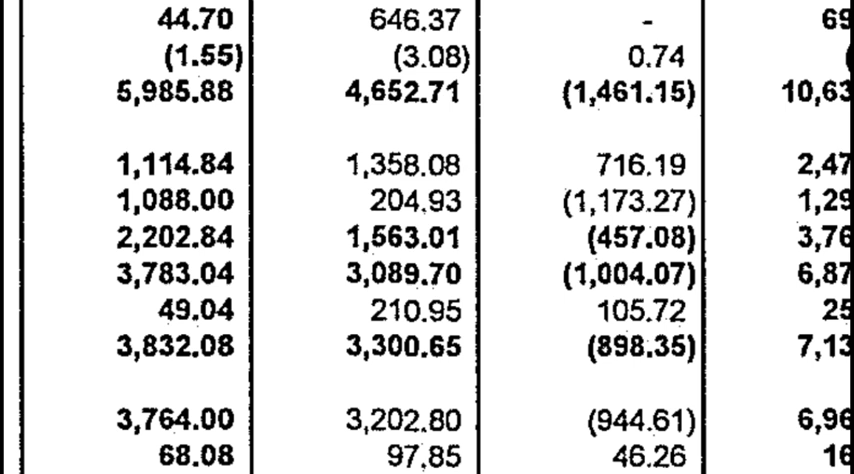 44.70 646.37 - 69
(1.55) (3.08) 0.74 (
5,985.88 4,652.71 (1,461.15) 10,63
1,114.84 1,358.08 716.19 2,47
1,088.00 204.93 (1,173.27) 1,29
2,202.84 1,563.01 (457.08) 3,76
3,783.04 3,089.70 (1,004.07) 6,87
49.04 210.95 105.72 25
3,832.08 3,300.65 (898.35) 7,13
3,764.00 3,202.80 (944.61) 6,96
68.08 97.85 46.26 16